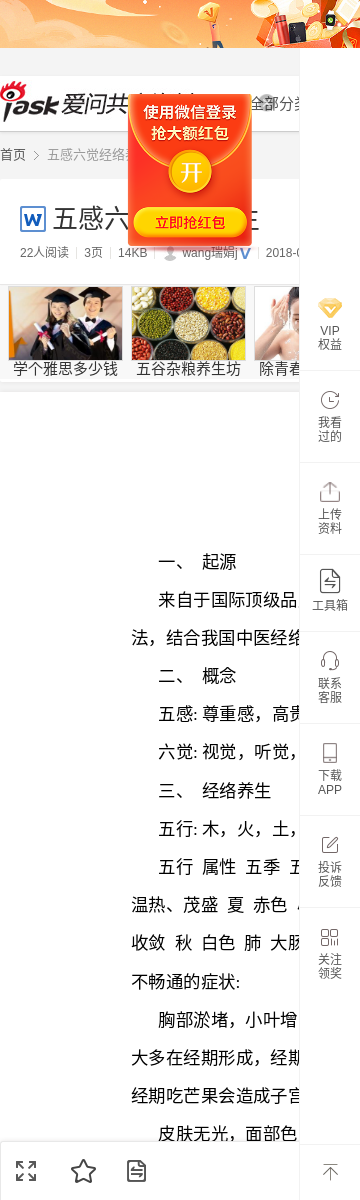 iask 爱问共
全部分类
使用微信登录
抢大额红包
开
立即抢红包
首页 > 五感六觉经络
W 五感六
22人阅读 3页 14KB wang瑞娟j V 2018-0
学个雅思多少钱 五谷杂粮养生坊 除青春
VIP
权益
我看
过的
上传
资料
工具箱
联系
客服
下载
APP
投诉
反馈
关注
领奖
一、 起源
来自于国际顶级品
法，结合我国中医经络
二、 概念
五感: 尊重感，高贵
六觉: 视觉，听觉，
三、 经络养生
五行: 木，火，土，
五行 属性 五季 五
温热、茂盛 夏 赤色
收敛 秋 白色 肺 大肠
不畅通的症状:
胸部淤堵，小叶增
大多在经期形成，经期
经期吃芒果会造成子宫
皮肤无光，面部色